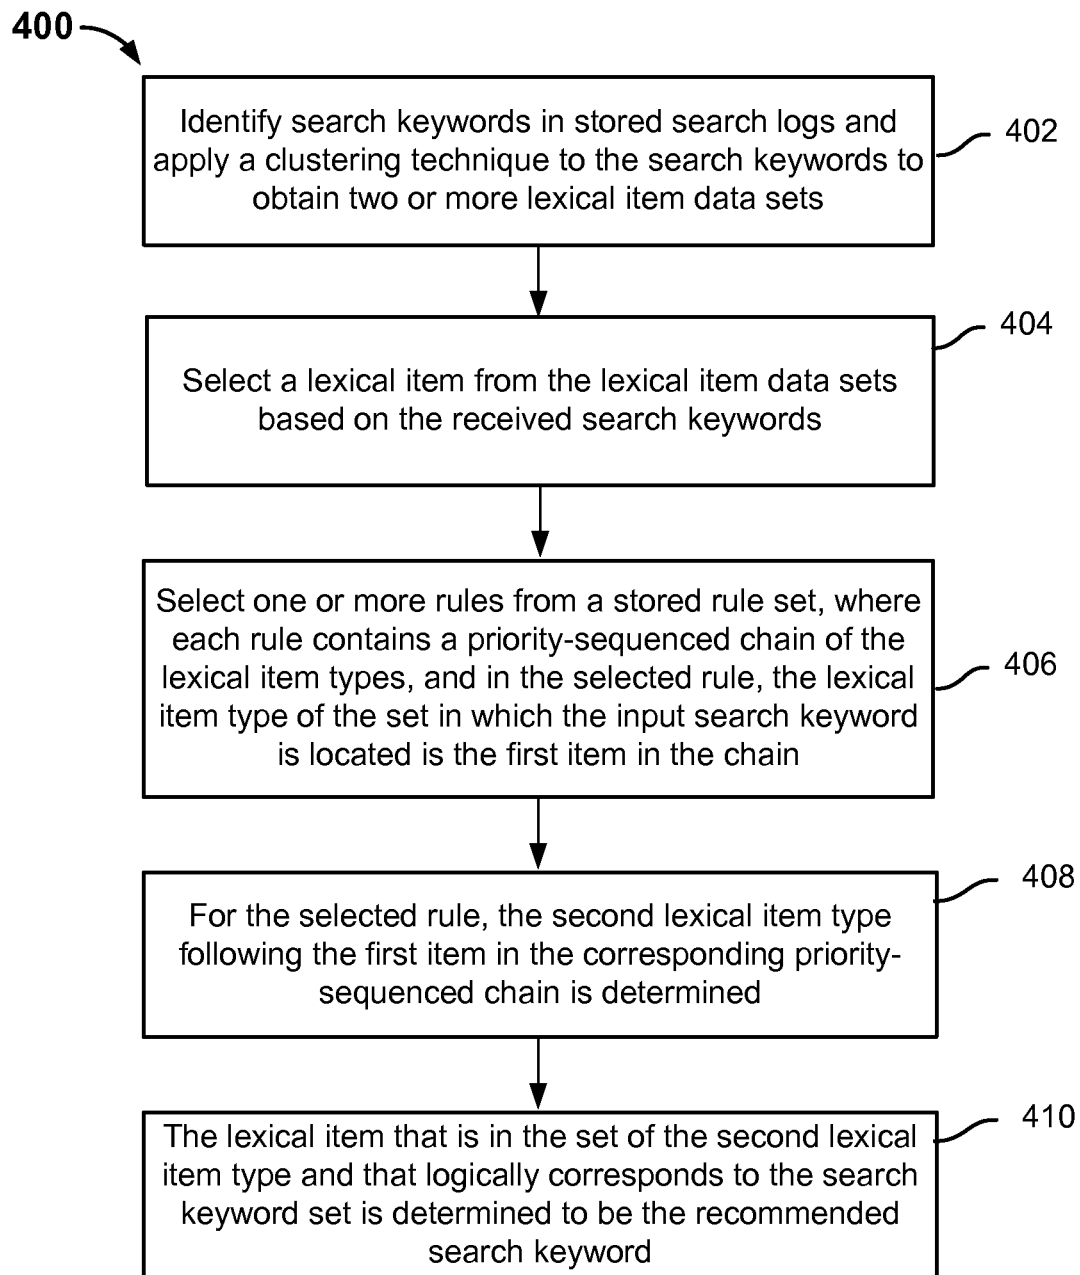 400
Identify search keywords in stored search logs and
apply a clustering technique to the search keywords to
obtain two or more lexical item data sets
402
Select a lexical item from the lexical item data sets
based on the received search keywords
404
Select one or more rules from a stored rule set, where
each rule contains a priority-sequenced chain of the
lexical item types, and in the selected rule, the lexical
item type of the set in which the input search keyword
is located is the first item in the chain
406
For the selected rule, the second lexical item type
following the first item in the corresponding priority-
sequenced chain is determined
408
The lexical item that is in the set of the second lexical
item type and that logically corresponds to the search
keyword set is determined to be the recommended
search keyword
410